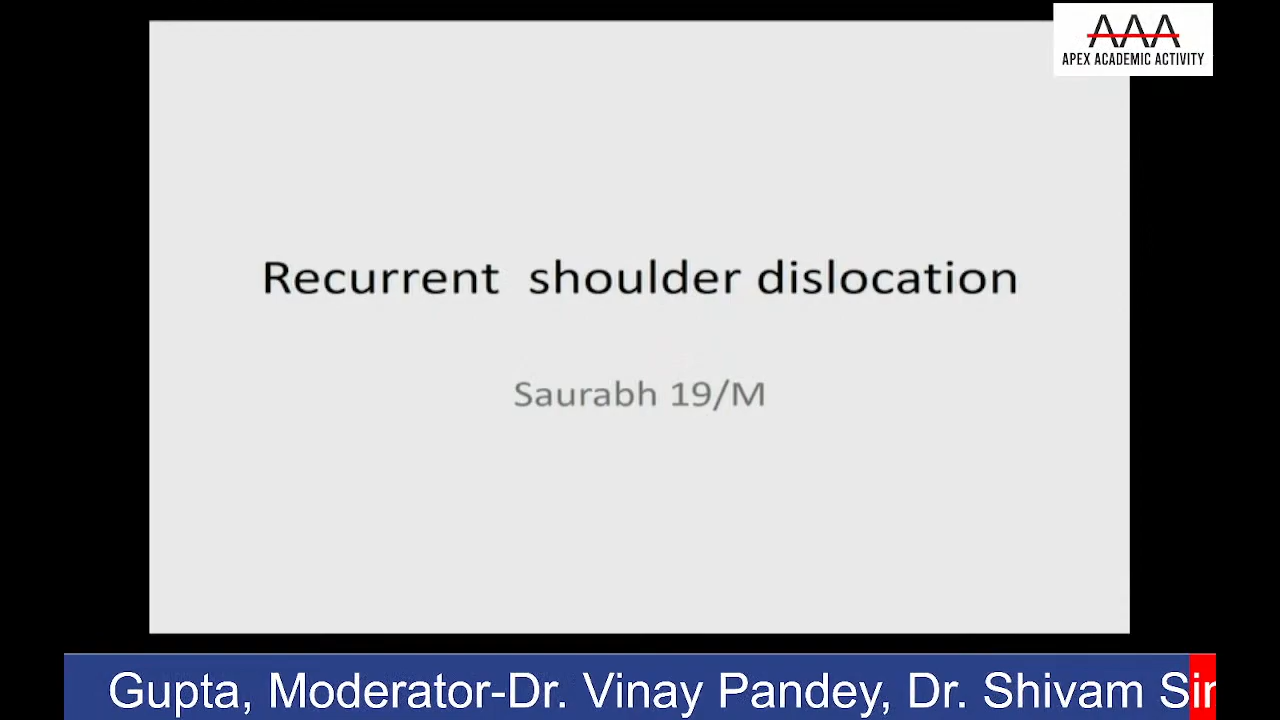 AAA
APEX ACADEMIC ACTIVITY
Recurrent shoulder dislocation
Saurabh 19/M
Gupta, Moderator-Dr. Vinay Pandey, Dr. Shivam